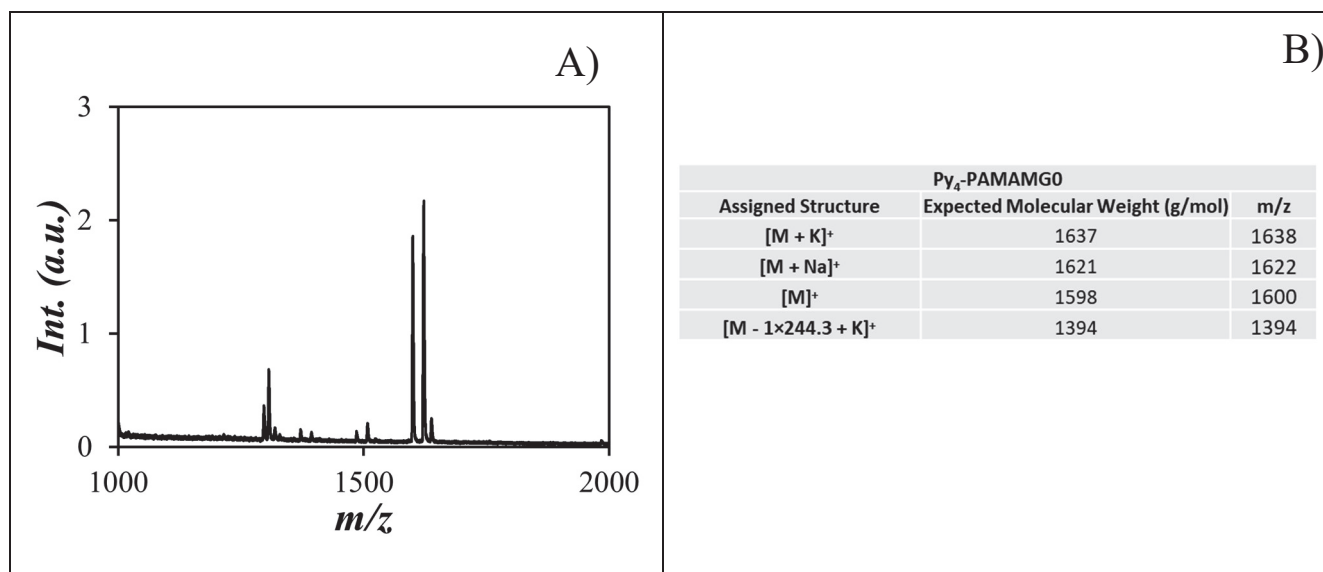 A)
3
2
1
0
Int. (a.u.)
1000 1500 2000
m/z
B)
Py₄-PAMAMG0
Assigned Structure Expected Molecular Weight (g/mol) m/z
[M + K]⁺ 1637 1638
[M + Na]⁺ 1621 1622
[M]⁺ 1598 1600
[M - 1×244.3 + K]⁺ 1394 1394